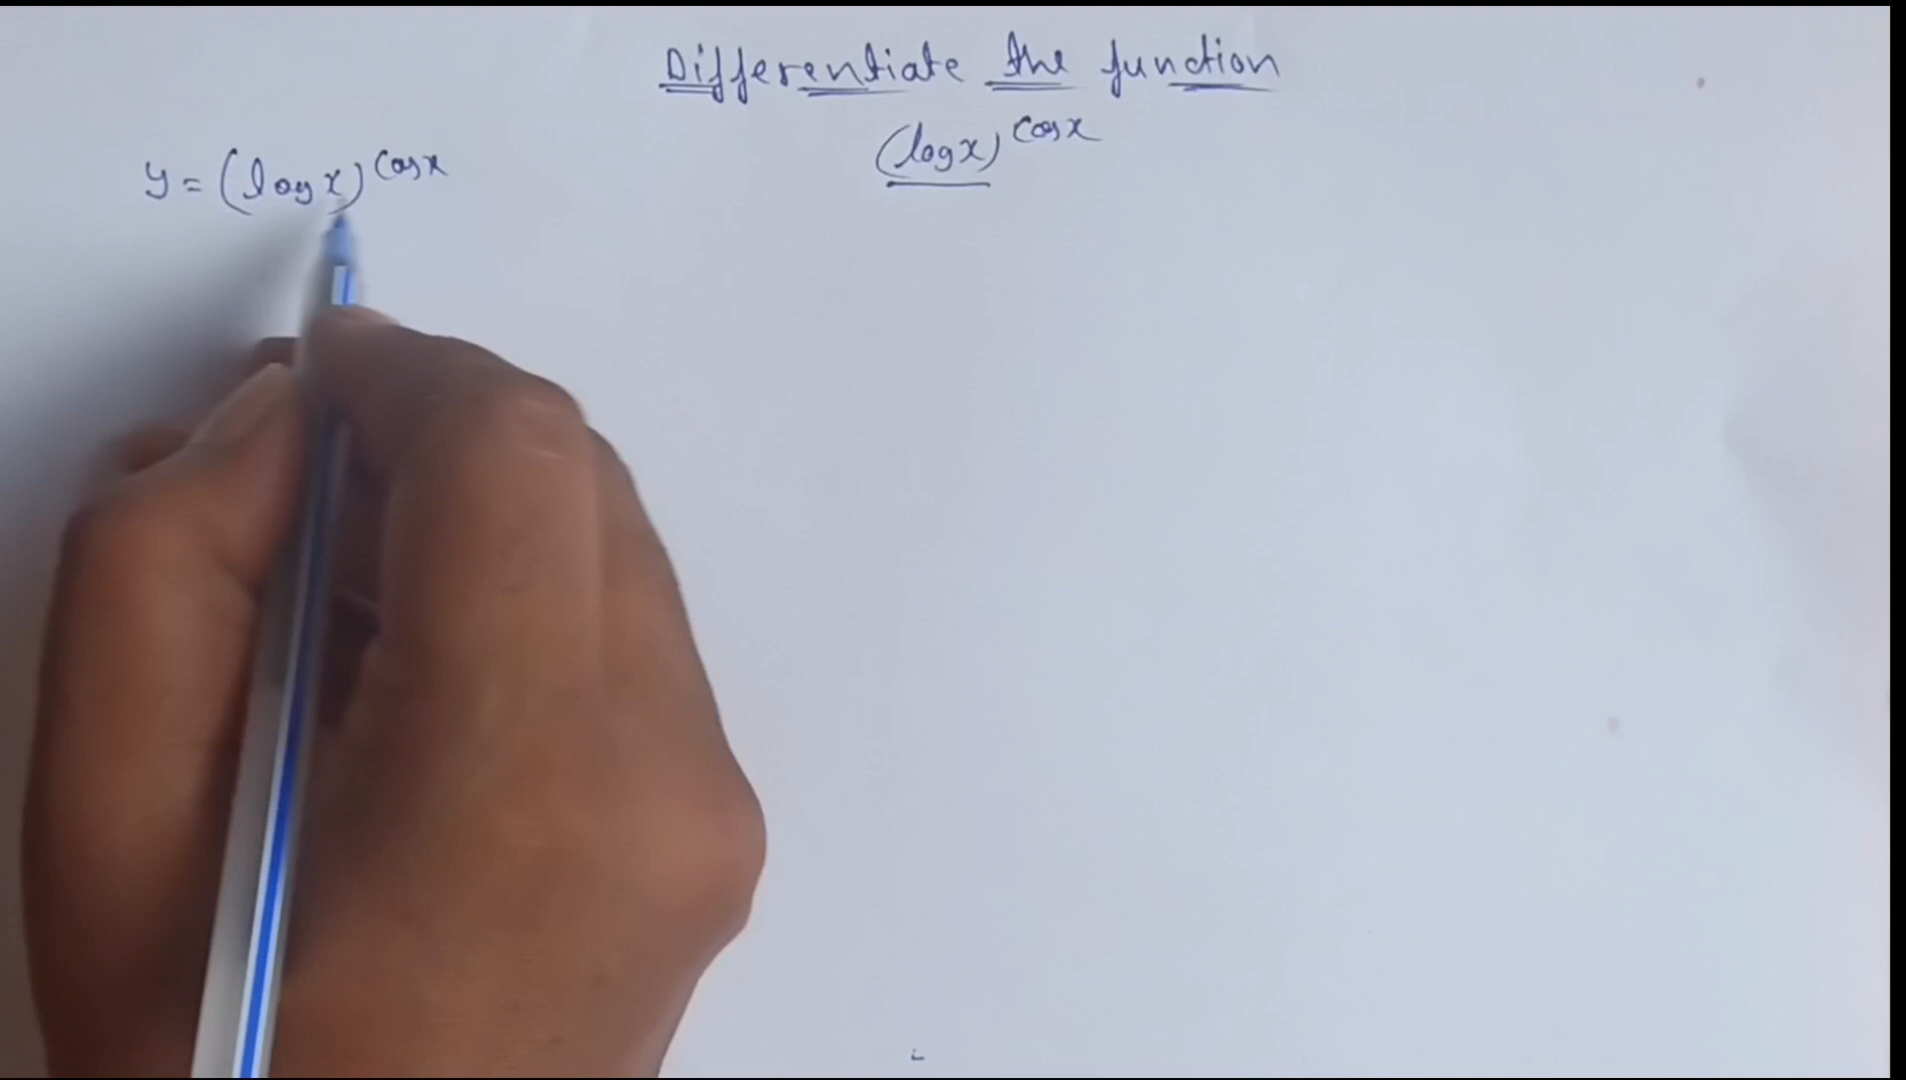 Differentiate the function
(log x)^cos x
y = (log x)^cos x